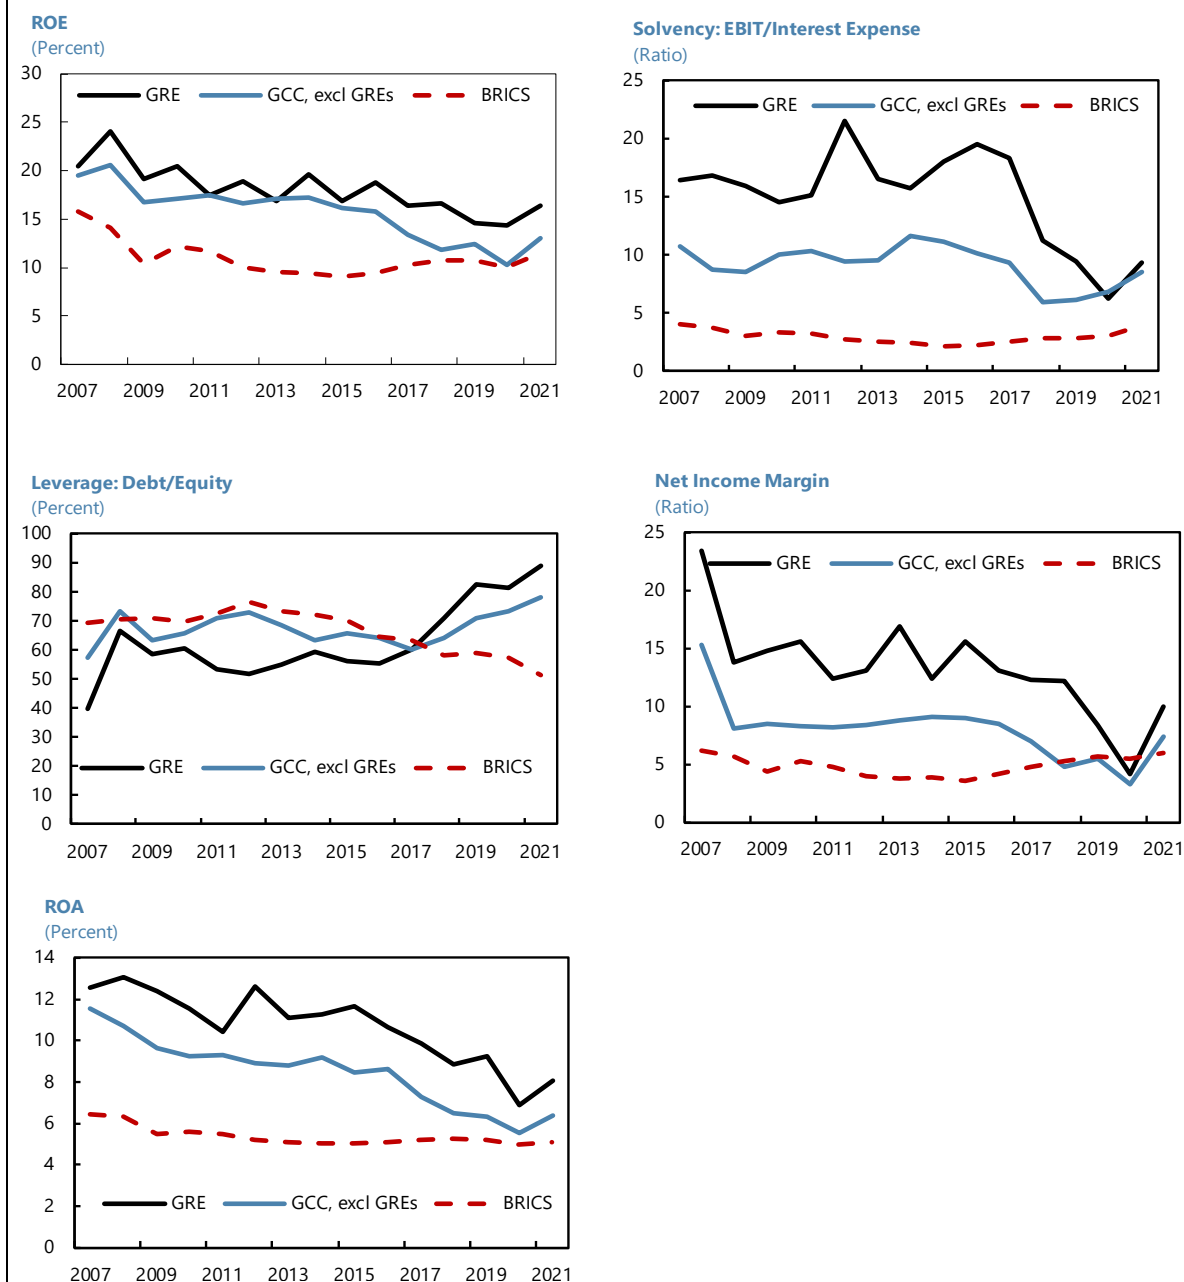 ROE
(Percent)
30
25
20
15
10
5
0
GRE GCC, excl GREs BRICS
2007 2009 2011 2013 2015 2017 2019 2021
Solvency: EBIT/Interest Expense
(Ratio)
25
20
15
10
5
0
GRE GCC, excl GREs BRICS
2007 2009 2011 2013 2015 2017 2019 2021
Leverage: Debt/Equity
(Percent)
100
90
80
70
60
50
40
30
20
10
0
GRE GCC, excl GREs BRICS
2007 2009 2011 2013 2015 2017 2019 2021
Net Income Margin
(Ratio)
25
20
15
10
5
0
GRE GCC, excl GREs BRICS
2007 2009 2011 2013 2015 2017 2019 2021
ROA
(Percent)
14
12
10
8
6
4
2
0
GRE GCC, excl GREs BRICS
2007 2009 2011 2013 2015 2017 2019 2021